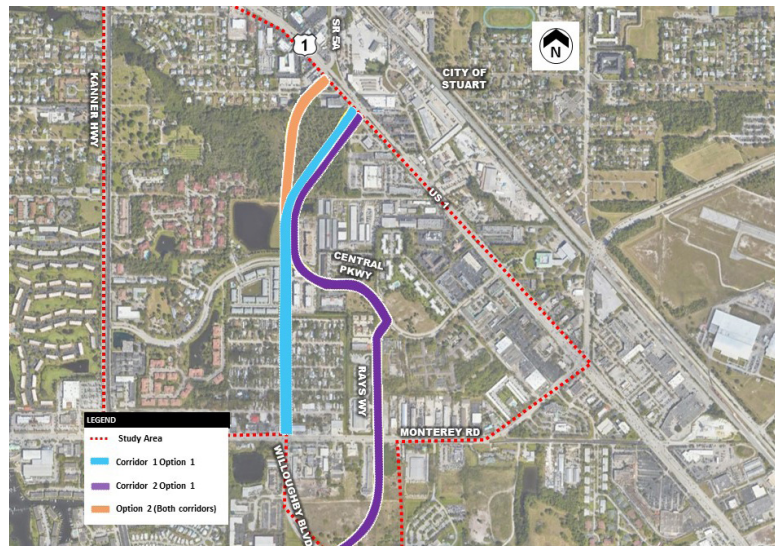 1
SR 5A
N
CITY OF
STUART
KANNER HWY
US 1
CENTRAL
PKWY
RAYS WY
MONTEREY RD
WILLOUGHBY BLVD
LEGEND
Study Area
Corridor 1 Option 1
Corridor 2 Option 1
Option 2 (Both corridors)